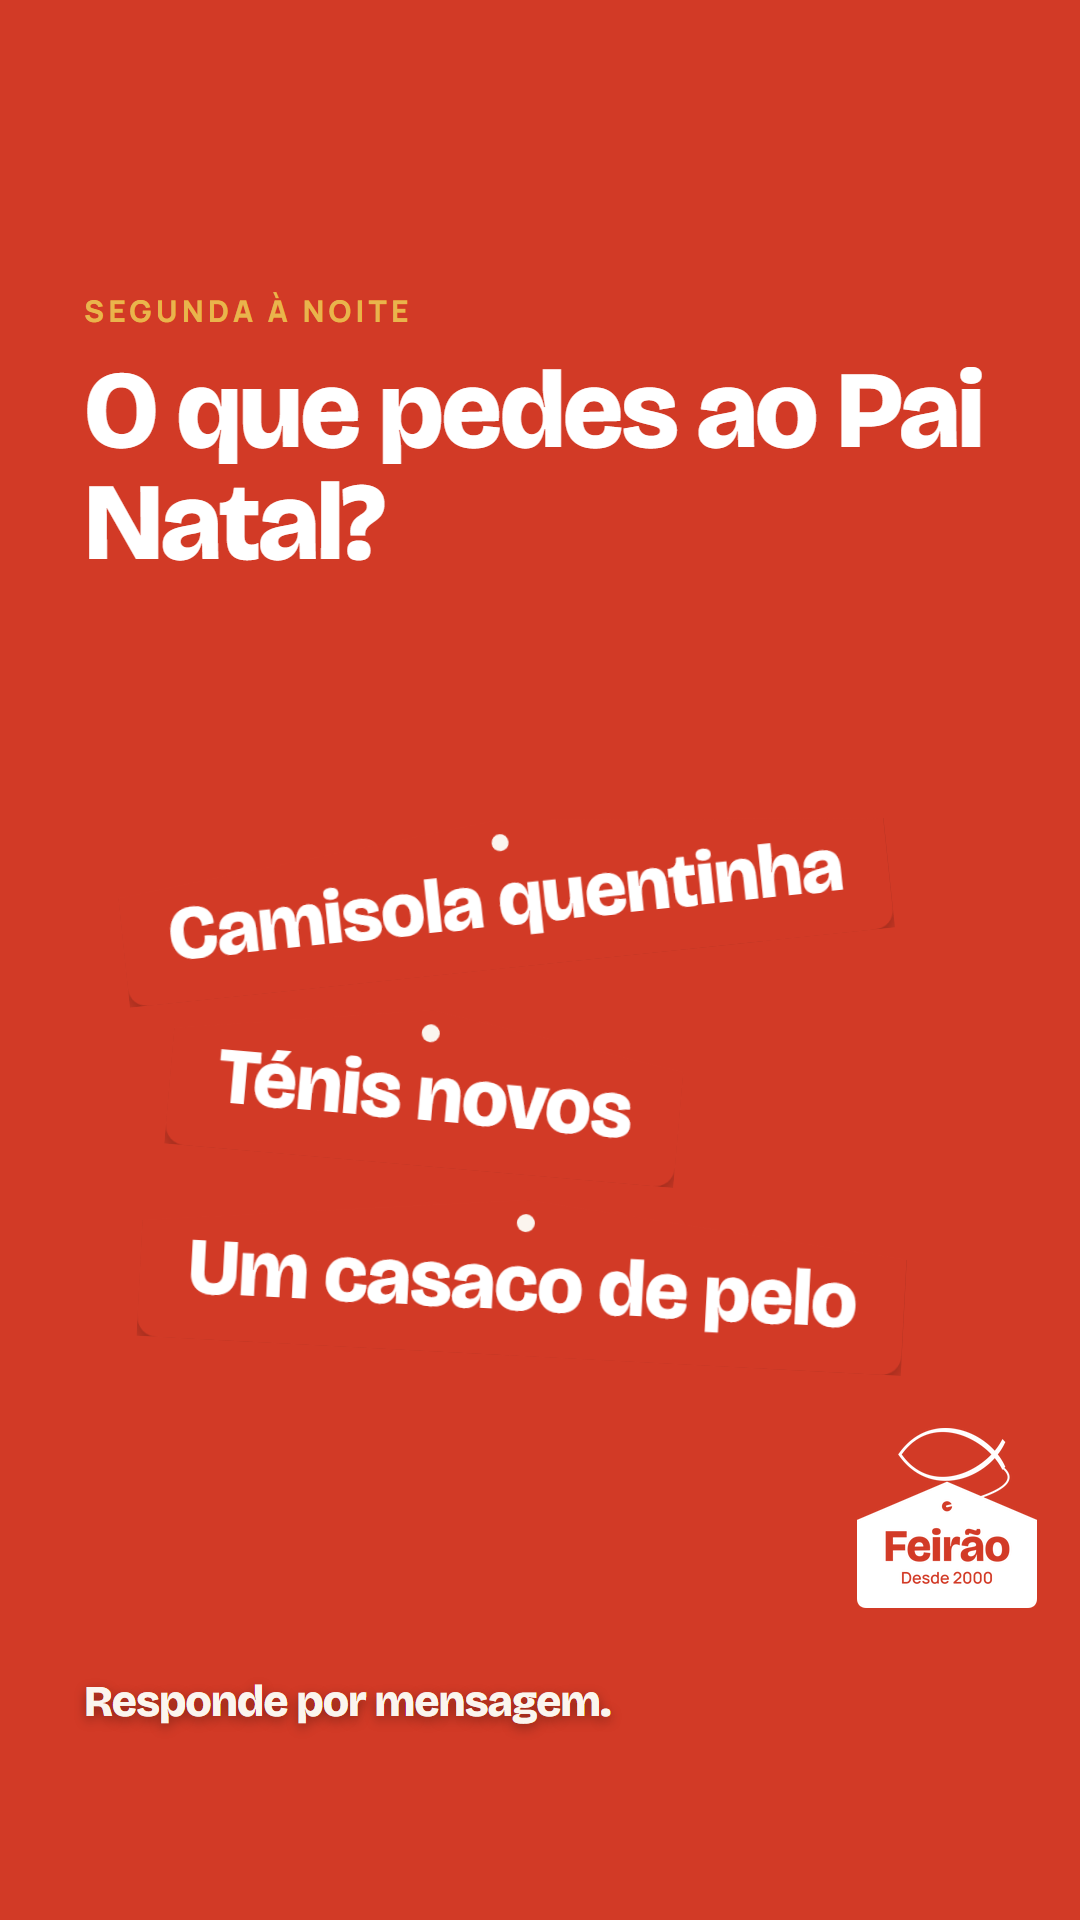 SEGUNDA À NOITE
O que pedes ao Pai
Natal?
Camisola quentinha
Ténis novos
Um casaco de pelo
Feirão
Desde 2000
Responde por mensagem.